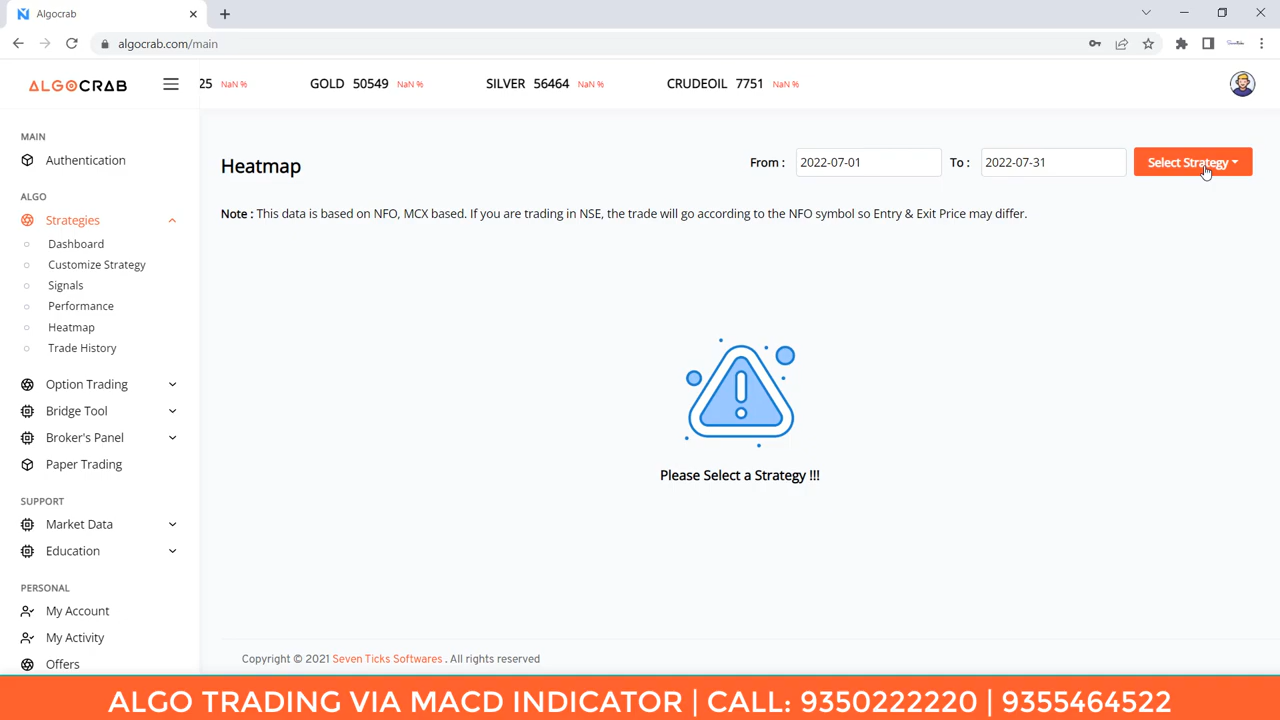 Algocrab
algocrab.com/main
ALGOCRAB
25 NaN % GOLD 50549 NaN % SILVER 56464 NaN % CRUDEOIL 7751 NaN %
MAIN
Authentication
ALGO
Strategies
Dashboard
Customize Strategy
Signals
Performance
Heatmap
Trade History
Option Trading
Bridge Tool
Broker's Panel
Paper Trading
SUPPORT
Market Data
Education
PERSONAL
My Account
My Activity
Offers
Heatmap
From : 2022-07-01 To : 2022-07-31 Select Strategy
Note : This data is based on NFO, MCX based. If you are trading in NSE, the trade will go according to the NFO symbol so Entry & Exit Price may differ.
Please Select a Strategy !!!
Copyright © 2021 Seven Ticks Softwares . All rights reserved
ALGO TRADING VIA MACD INDICATOR | CALL: 9350222220 | 9355464522